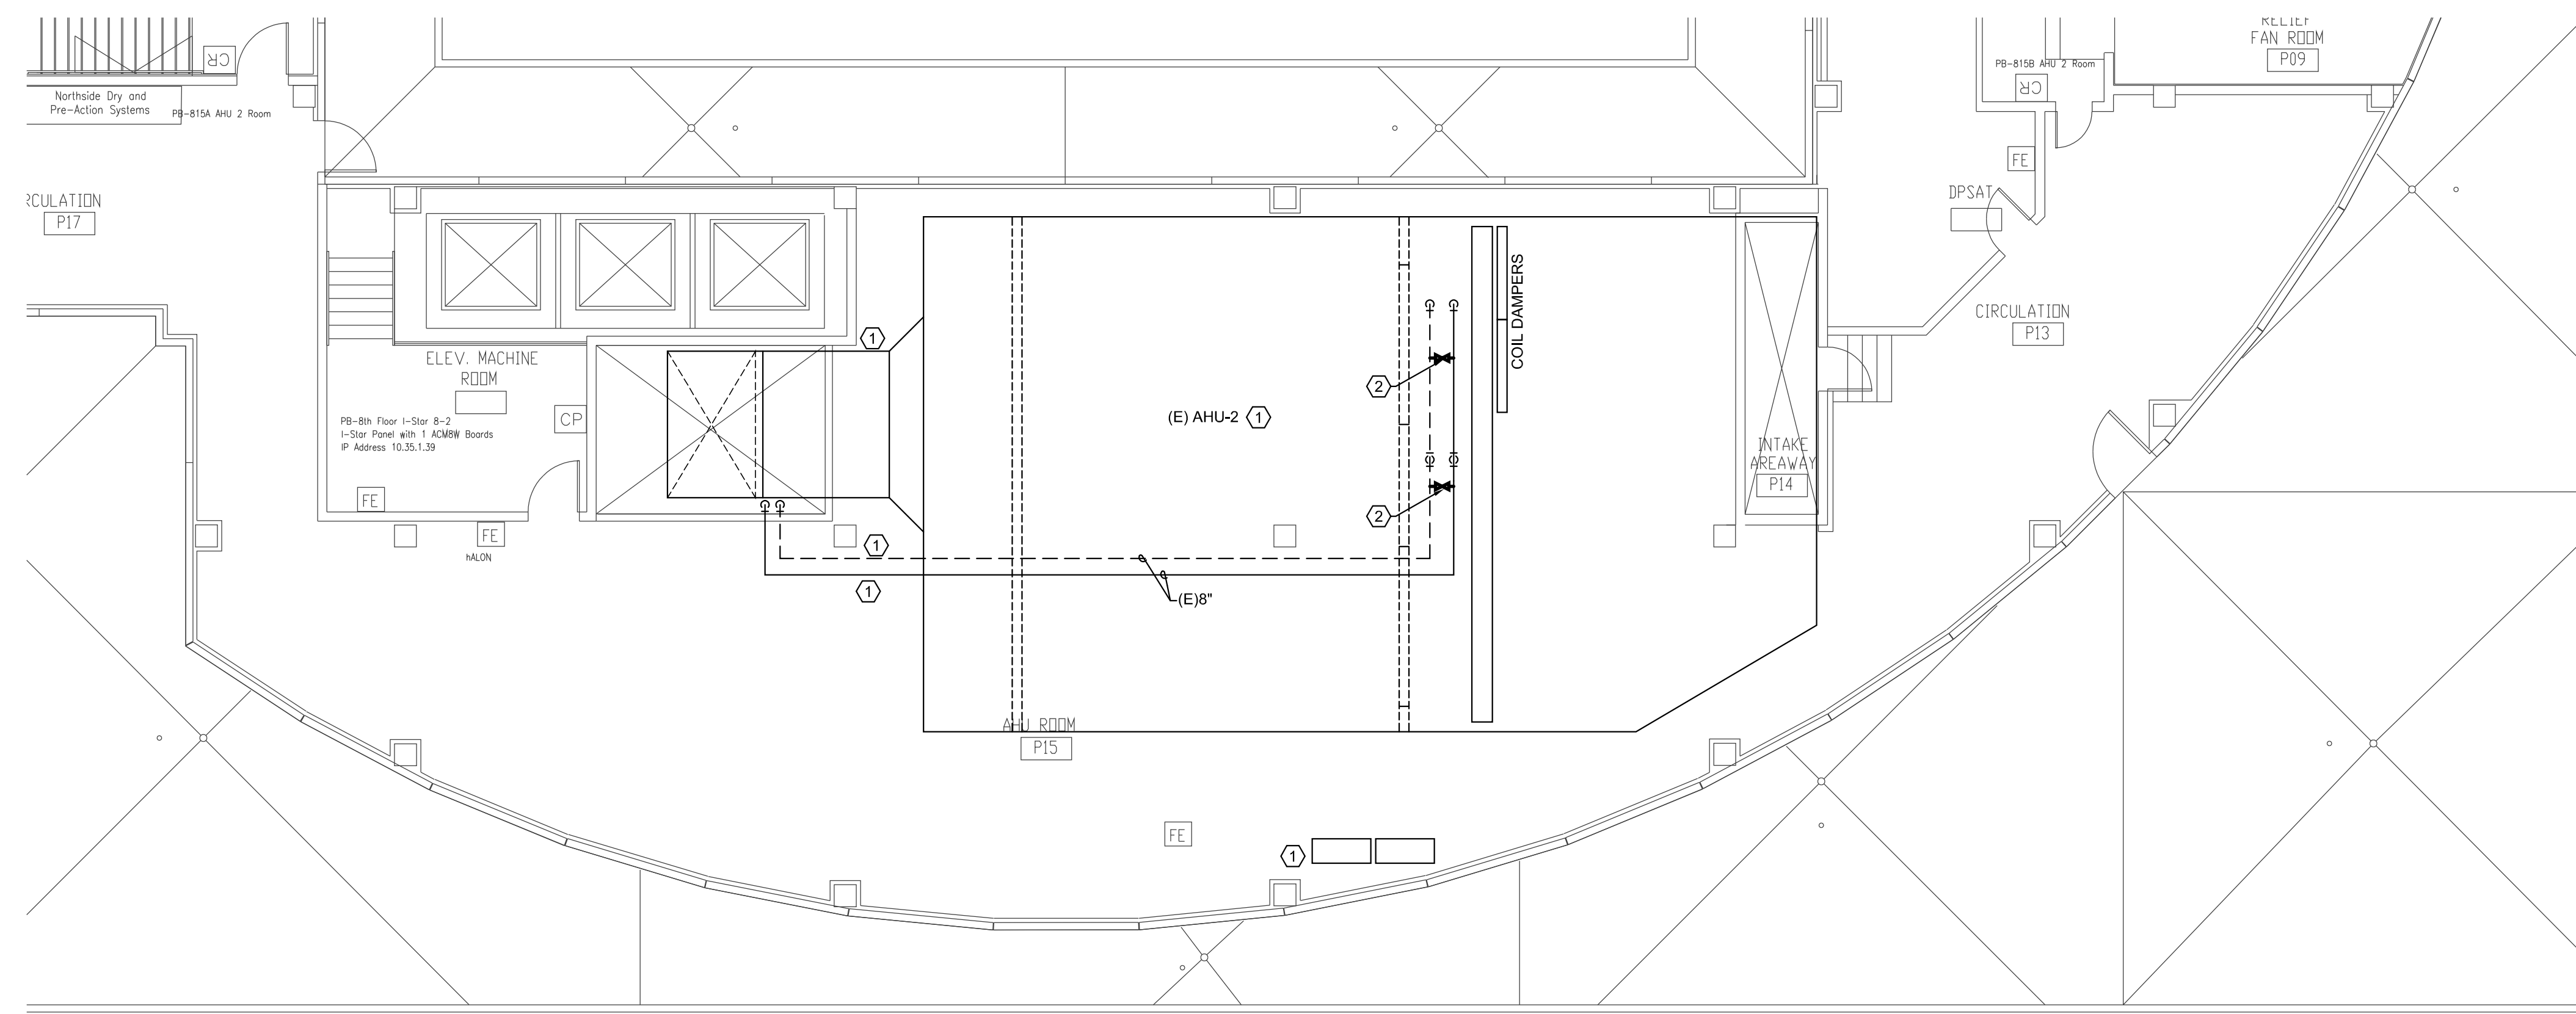 CR
Northside Dry and
Pre-Action Systems
PB-815A AHU 2 Room
RCULATION
P17
RELIEF
FAN ROOM
P09
PB-815B AHU 2 Room
CR
FE
DPSAT
CIRCULATION
P13
ELEV. MACHINE
ROOM
CP
PB-8th Floor I-Star 8-2
I-Star Panel with 1 ACM8W Boards
IP Address 10.35.1.39
FE
FE
hALON
1
(E) AHU-2 1
COIL DAMPERS
2
2
INTAKE
AREAWAY
P14
1
1
(E)8"
AHU ROOM
P15
FE
1